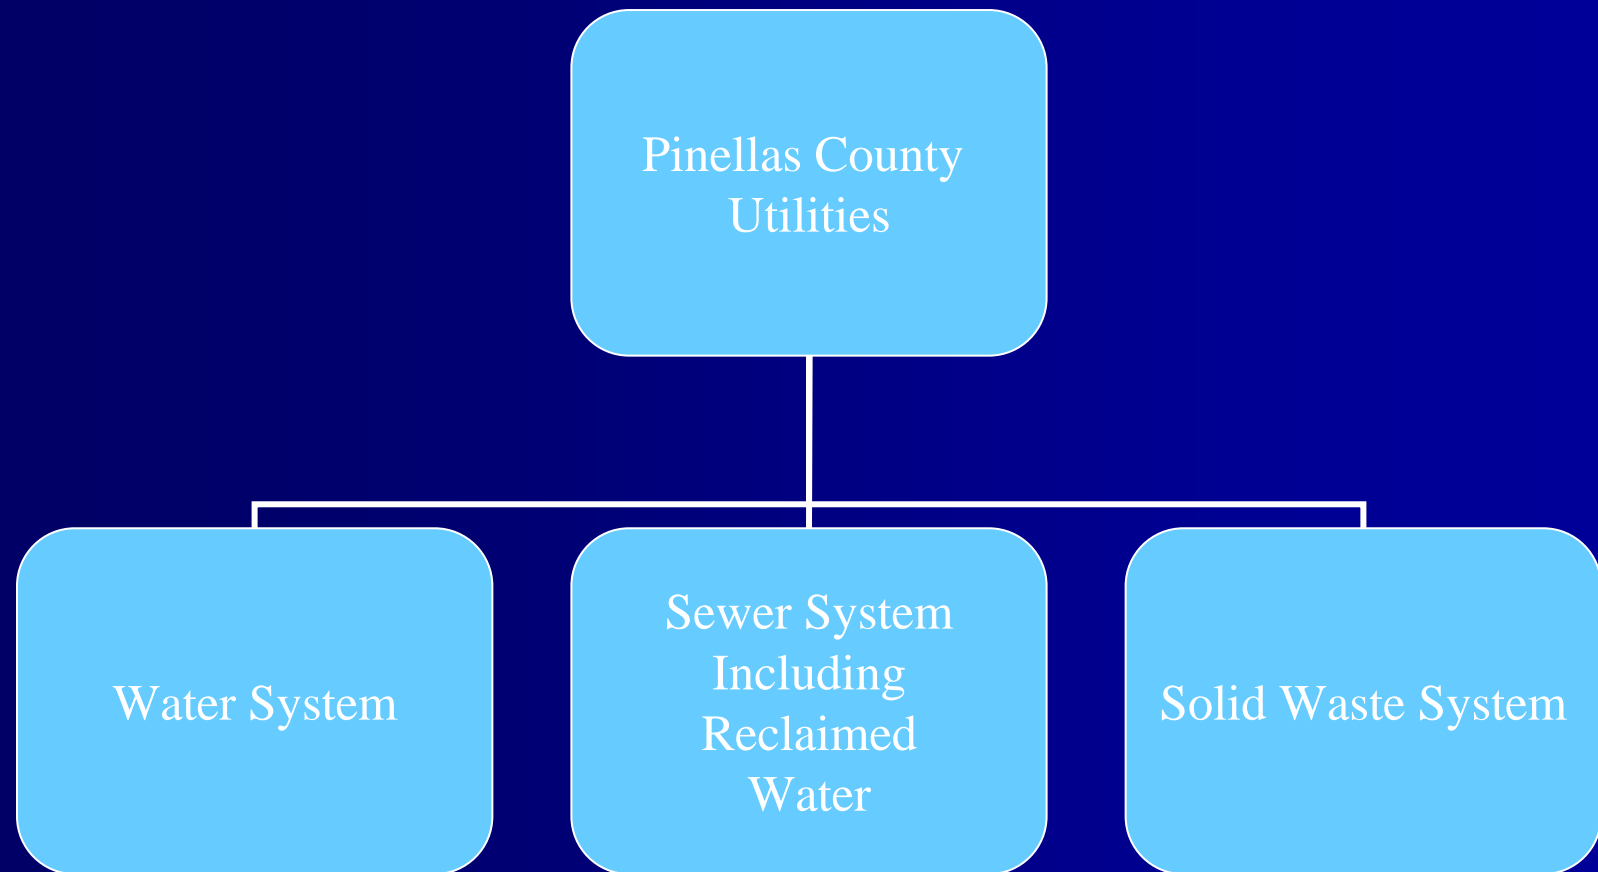 Pinellas County
Utilities
Water System
Sewer System
Including
Reclaimed
Water
Solid Waste System